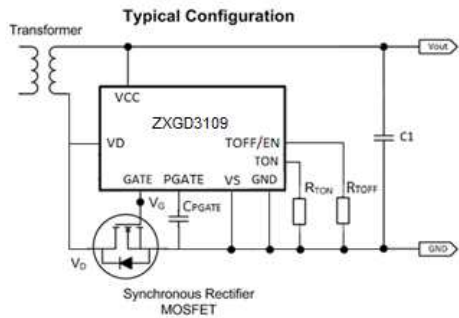 Typical Configuration
Transformer
Vout
VCC
ZXGD3109
VD
TOFF/EN
TON
C1
GATE PGATE VS GND
RTON RTOFF
VG CPGATE
VD
GND
Synchronous Rectifier
MOSFET